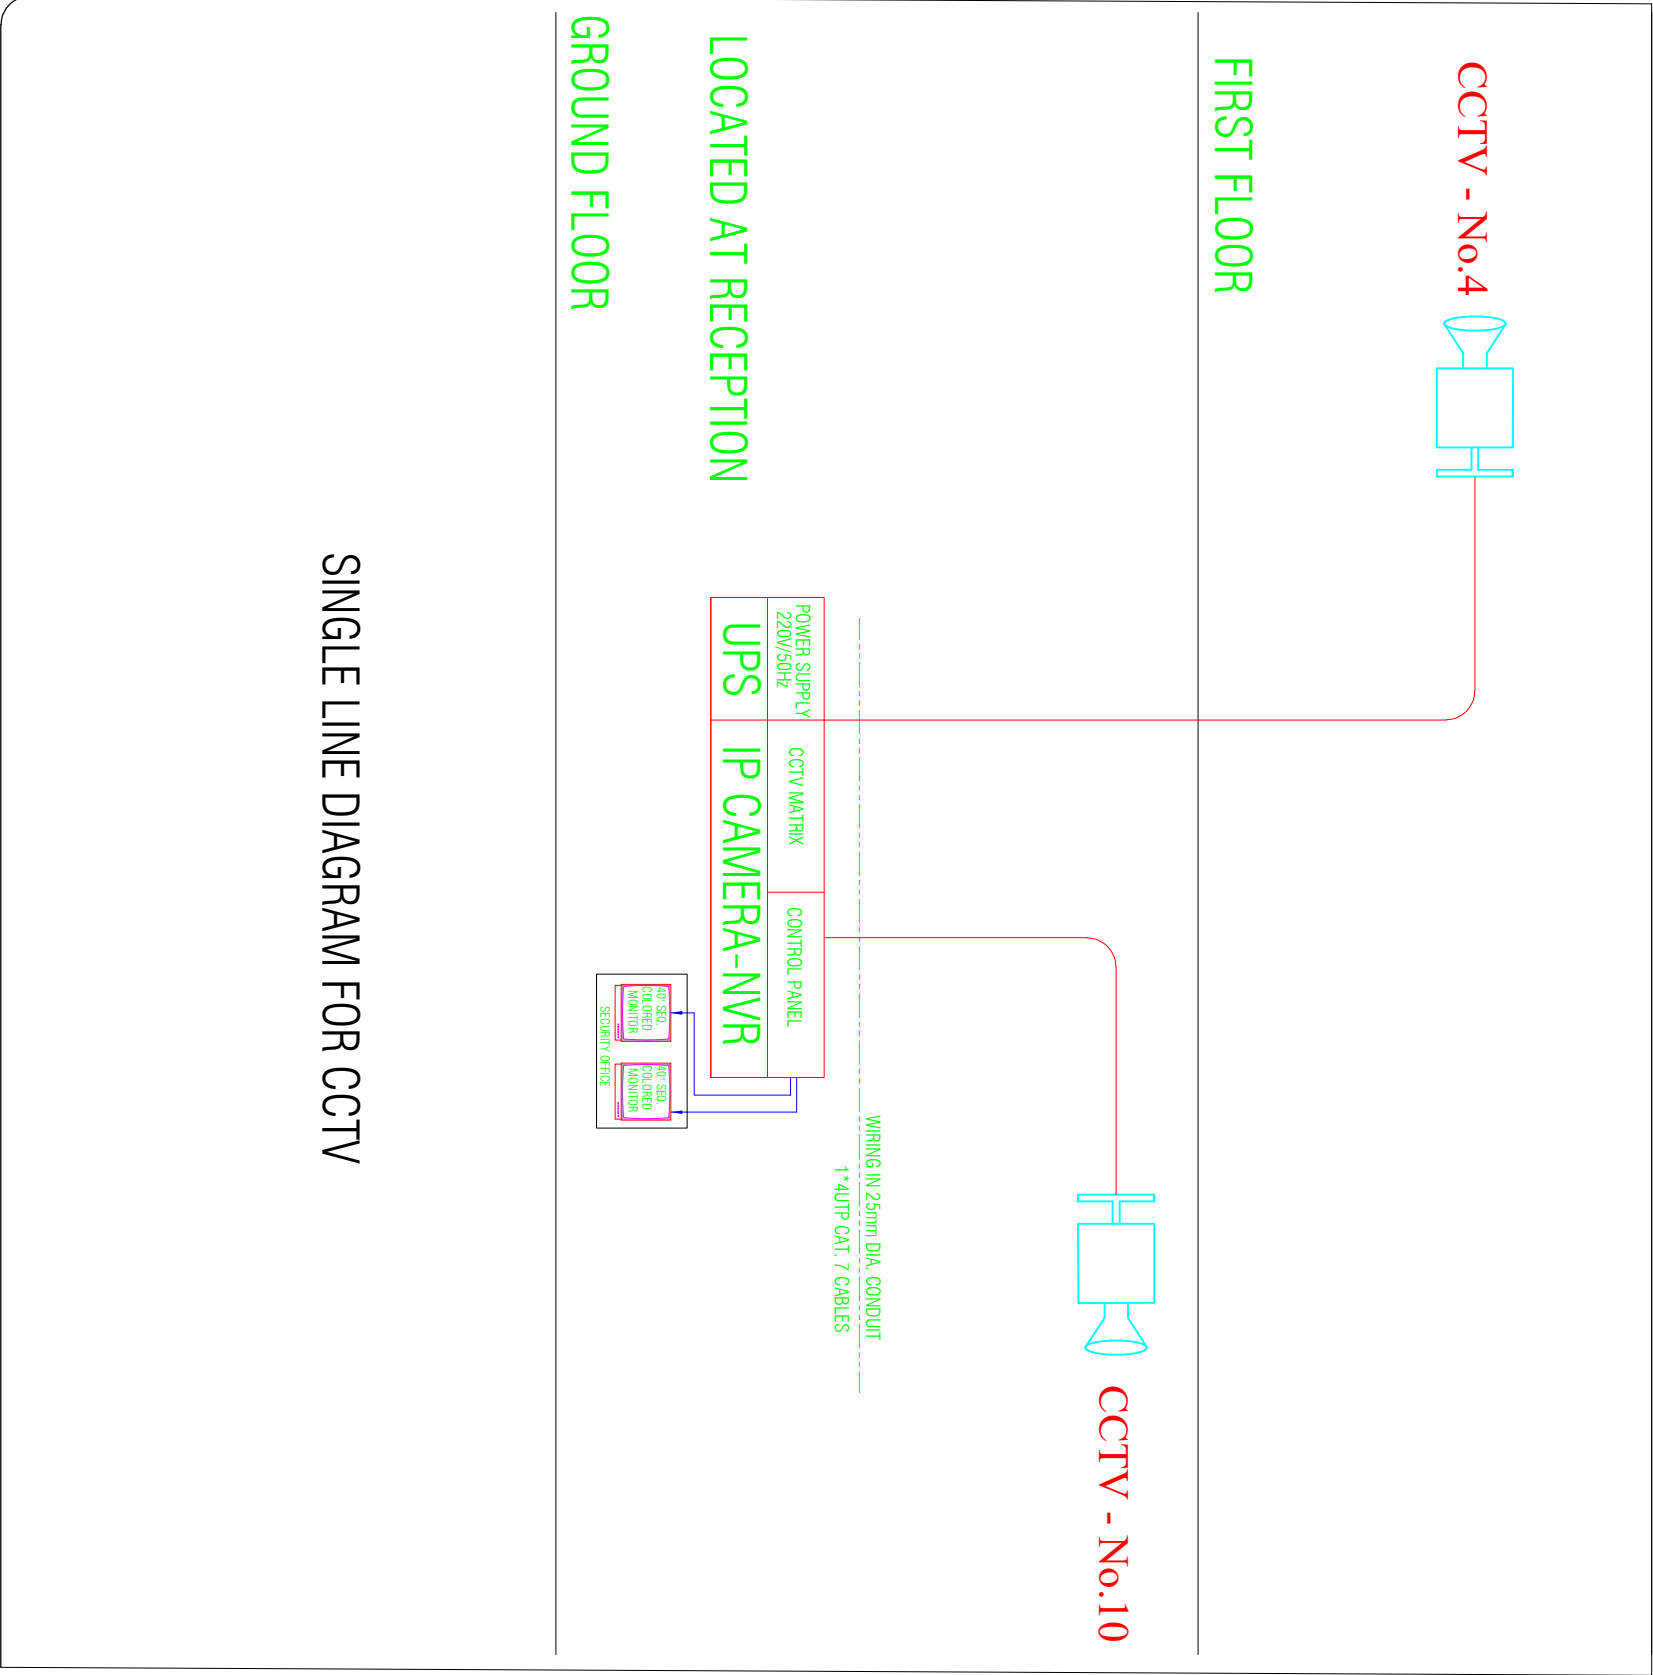 CCTV - No.4
FIRST FLOOR
CCTV - No.10
WIRING IN 25mm DIA. CONDUIT
1*4UTP CAT. 7 CABLES
LOCATED AT RECEPTION
POWER SUPPLY
220V/50Hz
CCTV MATRIX
CONTROL PANEL
UPS
IP CAMERA-NVR
40" SEQ.
COLORED
MONITOR
40" SEQ.
COLORED
MONITOR
SECURITY OFFICE
GROUND FLOOR
SINGLE LINE DIAGRAM FOR CCTV